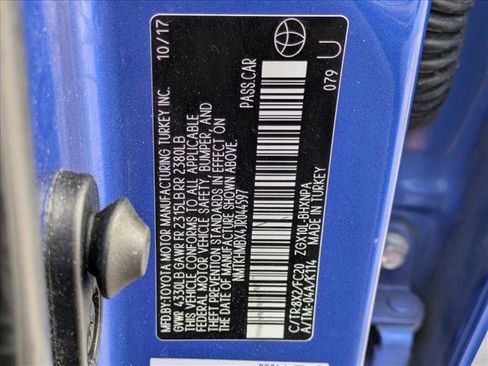 MFD.BY: TOYOTA MOTOR MANUFACTURING TURKEY INC. 10/17
GVWR 4330LB GAWR FR 2315LB RR 2380LB
THIS VEHICLE CONFORMS TO ALL APPLICABLE
FEDERAL MOTOR VEHICLE SAFETY, BUMPER, AND
THEFT PREVENTION STANDARDS IN EFFECT ON
THE DATE OF MANUFACTURE SHOWN ABOVE.
NMTKHMBX4JR044597 PASS.CAR
C/TR:8X2/FC20 ZGX10L-BHXNPA 079 U
A/TM:-04A/K114 MADE IN TURKEY